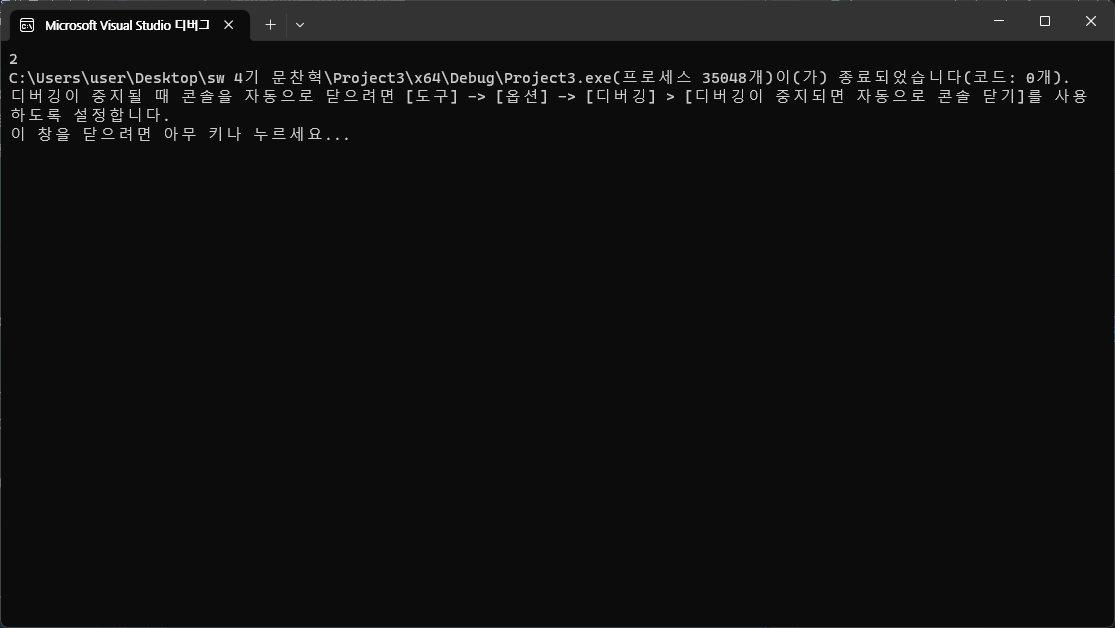 Microsoft Visual Studio 디버그
2
C:\Users\user\Desktop\sw 4기 문찬혁\Project3\x64\Debug\Project3.exe(프로세스 35048개)이(가) 종료되었습니다(코드: 0개).
디버깅이 중지될 때 콘솔을 자동으로 닫으려면 [도구] -> [옵션] -> [디버깅] > [디버깅이 중지되면 자동으로 콘솔 닫기]를 사용
하도록 설정합니다.
이 창을 닫으려면 아무 키나 누르세요...